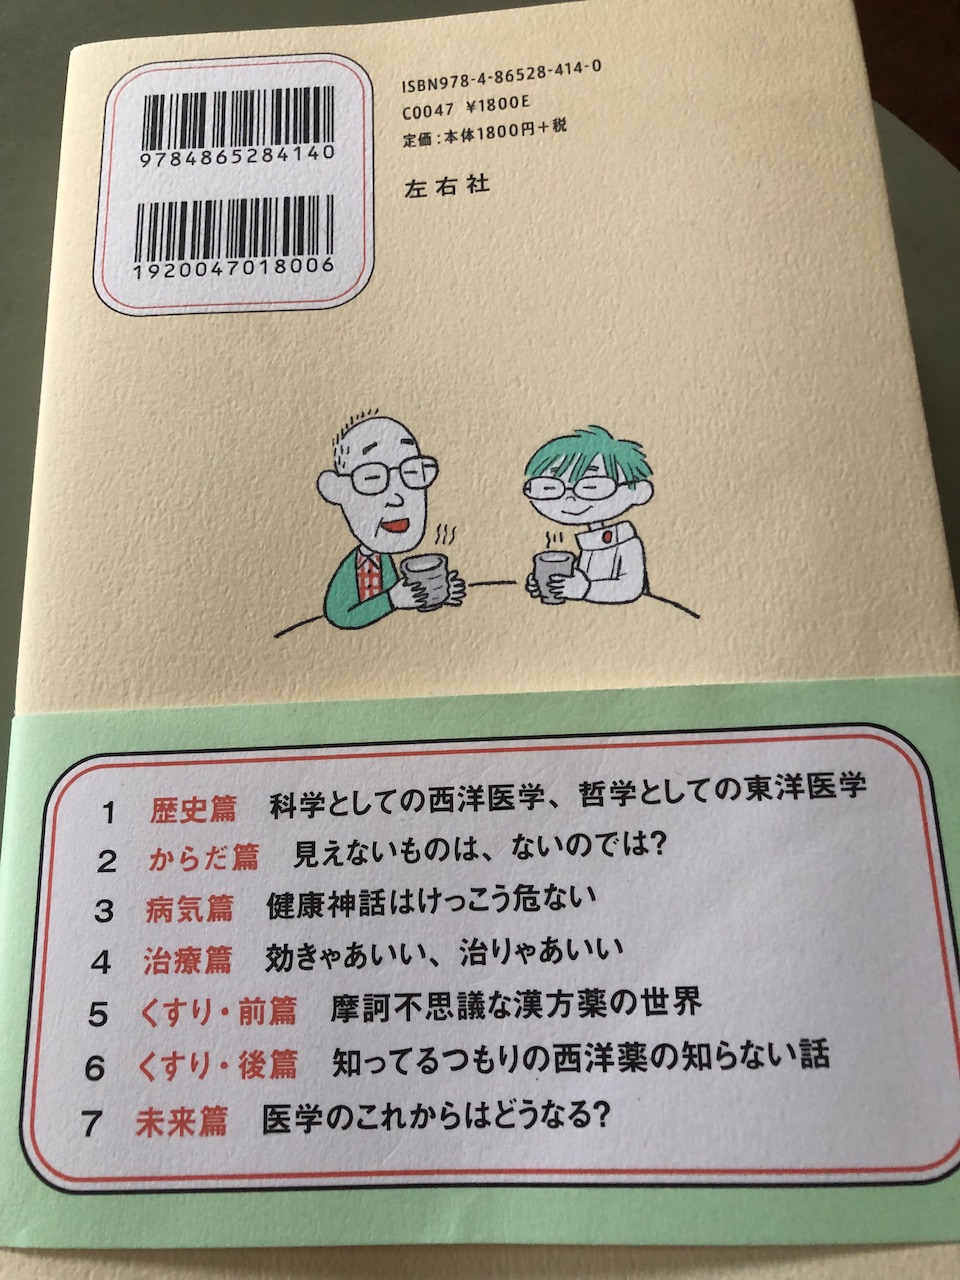 9784865284140
1920047018006
ISBN978-4-86528-414-0
C0047 ¥1800E
定価：本体1800円＋税
左右社
1 歴史篇 科学としての西洋医学、哲学としての東洋医学
2 からだ篇 見えないものは、ないのでは？
3 病気篇 健康神話はけっこう危ない
4 治療篇 効きゃあいい、治りゃあいい
5 くすり・前篇 摩訶不思議な漢方薬の世界
6 くすり・後篇 知ってるつもりの西洋薬の知らない話
7 未来篇 医学のこれからはどうなる？